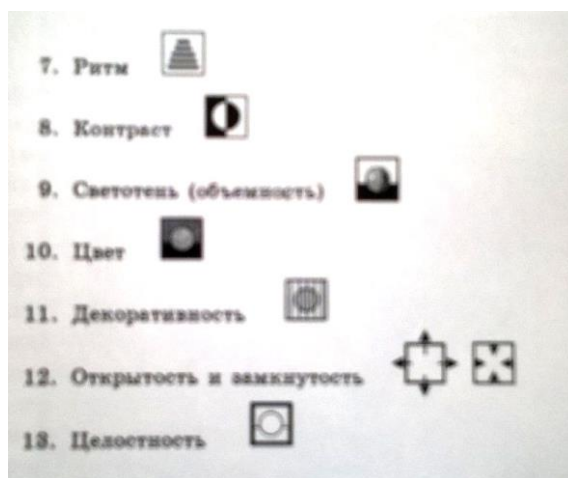 7. Ритм
8. Контраст
9. Светотень (объемность)
10. Цвет
11. Декоративность
12. Открытость и замкнутость
13. Целостность